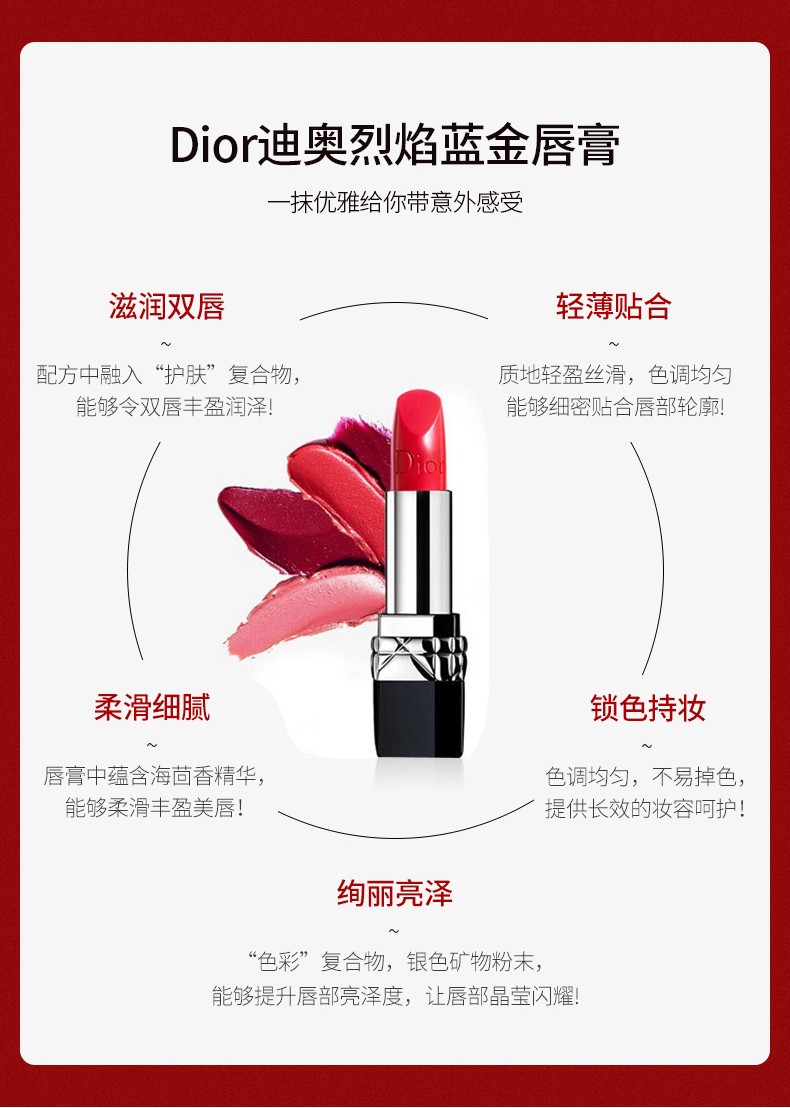 Dior迪奥烈焰蓝金唇膏
一抹优雅给你带意外感受
滋润双唇
~
配方中融入“护肤”复合物，
能够令双唇丰盈润泽!
轻薄贴合
~
质地轻盈丝滑，色调均匀
能够细密贴合唇部轮廓!
Dior
柔滑细腻
~
唇膏中蕴含海茴香精华，
能够柔滑丰盈美唇！
锁色持妆
~
色调均匀，不易掉色，
提供长效的妆容呵护！
绚丽亮泽
~
“色彩”复合物，银色矿物粉末，
能够提升唇部亮泽度，让唇部晶莹闪耀!